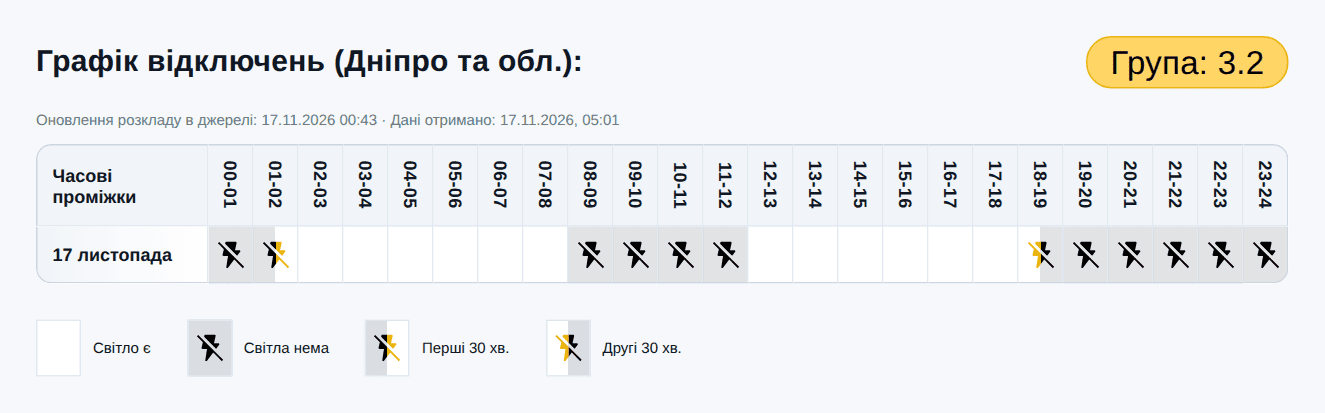 Графік відключень (Дніпро та обл.):
Група: 3.2
Оновлення розкладу в джерелі: 17.11.2026 00:43 · Дані отримано: 17.11.2026, 05:01
Часові
проміжки
00-01
01-02
02-03
03-04
04-05
05-06
06-07
07-08
08-09
09-10
10-11
11-12
12-13
13-14
14-15
15-16
16-17
17-18
18-19
19-20
20-21
21-22
22-23
23-24
17 листопада
Світло є
Світла нема
Перші 30 хв.
Другі 30 хв.